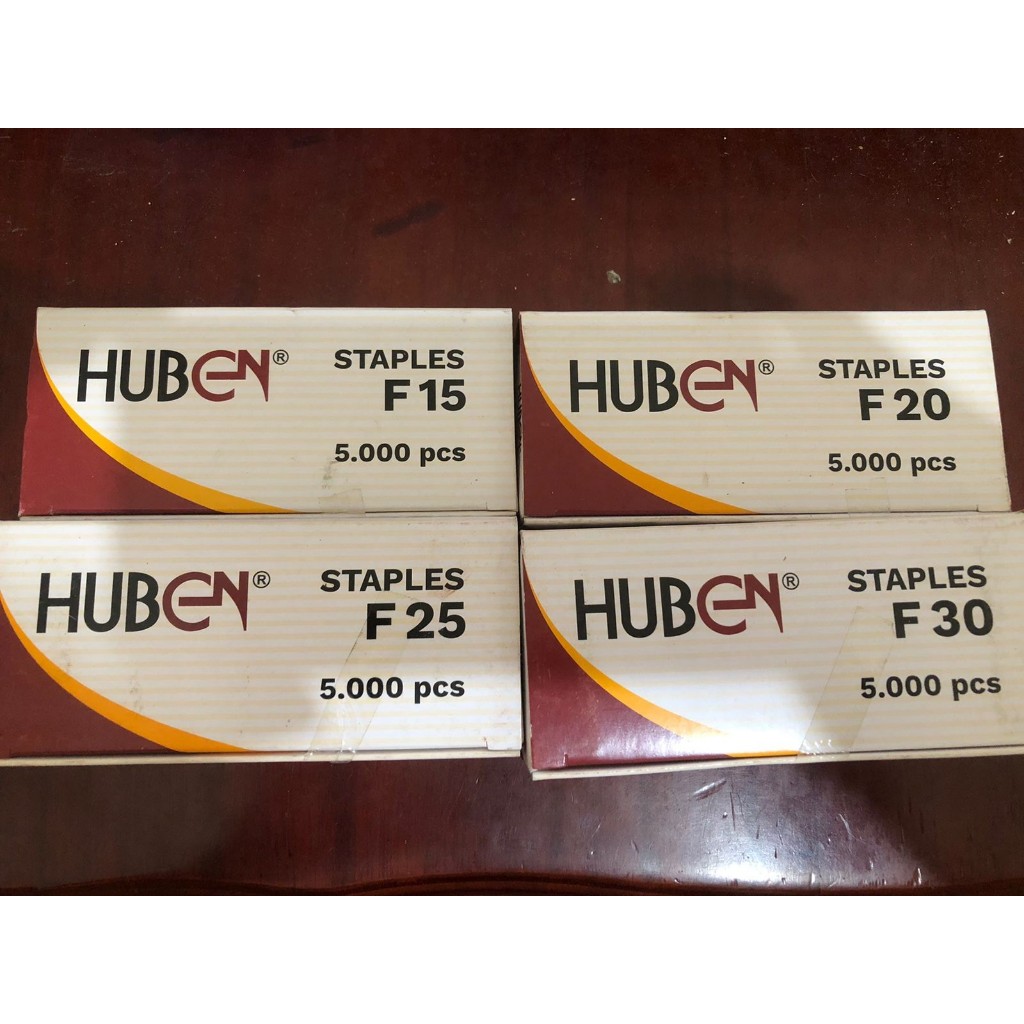 HUBEN®
STAPLES
F 15
5.000 pcs
HUBEN®
STAPLES
F 20
5.000 pcs
HUBEN®
STAPLES
F 25
5.000 pcs
HUBEN®
STAPLES
F 30
5.000 pcs